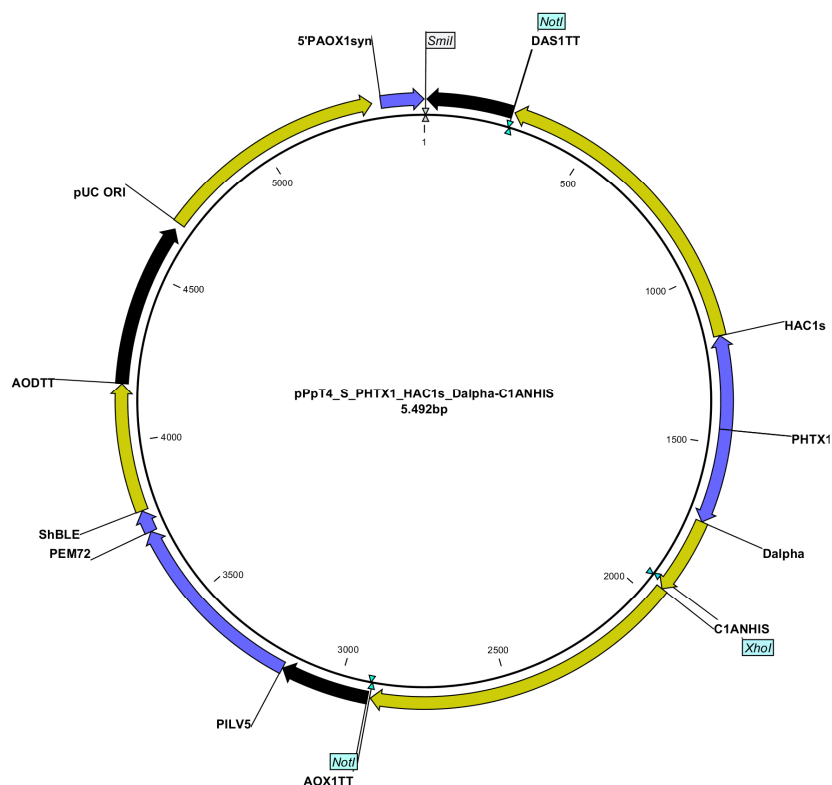 NotI
5'PAOX1syn
SmiI
DAS1TT
1
5000
500
pUC ORI
4500
1000
HAC1s
AODTT
pPpT4_S_PHTX1_HAC1s_Dalpha-C1ANHIS
5.492bp
4000
1500
PHTX1
ShBLE
PEM72
Dalpha
3500
2000
C1ANHIS
XhoI
3000
2500
PILV5
NotI
AOX1TT